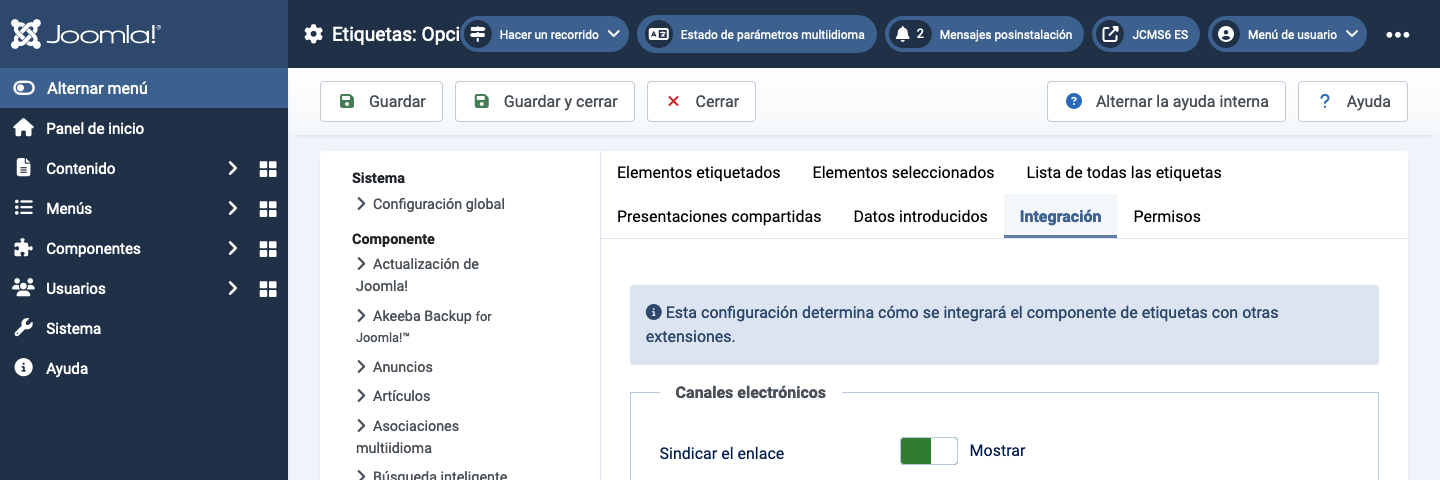 Joomla!®
Etiquetas: Opci
Hacer un recorrido
Estado de parámetros multiidioma
2 Mensajes posinstalación
JCMS6 ES
Menú de usuario
Alternar menú
Panel de inicio
Contenido
Menús
Componentes
Usuarios
Sistema
Ayuda
Guardar
Guardar y cerrar
Cerrar
Alternar la ayuda interna
? Ayuda
Sistema
Configuración global
Componente
Actualización de
Joomla!
Akeeba Backup for
Joomla!™
Anuncios
Artículos
Asociaciones
multiidioma
Búsqueda inteligente
Elementos etiquetados
Elementos seleccionados
Lista de todas las etiquetas
Presentaciones compartidas
Datos introducidos
Integración
Permisos
Esta configuración determina cómo se integrará el componente de etiquetas con otras
extensiones.
Canales electrónicos
Sindicar el enlace
Mostrar